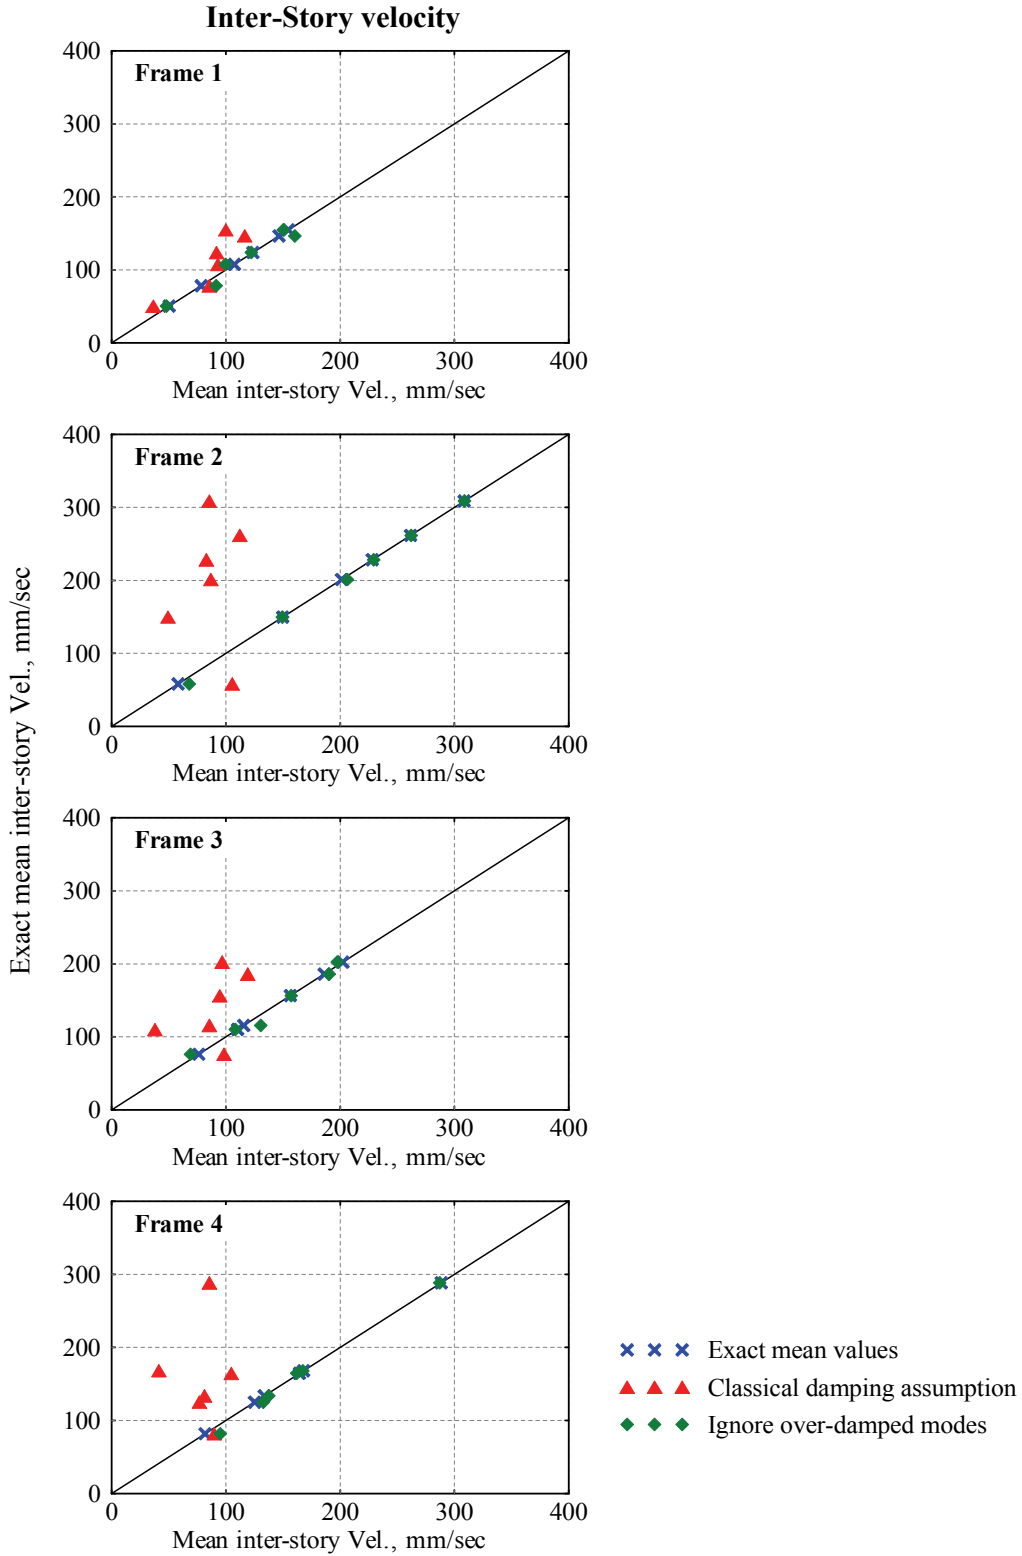 Inter-Story velocity
Exact mean inter-story Vel., mm/sec
Frame 1
400
300
200
100
0
0 100 200 300 400
Mean inter-story Vel., mm/sec
Frame 2
400
300
200
100
0
0 100 200 300 400
Mean inter-story Vel., mm/sec
Frame 3
400
300
200
100
0
0 100 200 300 400
Mean inter-story Vel., mm/sec
Frame 4
400
300
200
100
0
0 100 200 300 400
Mean inter-story Vel., mm/sec
Exact mean values
Classical damping assumption
Ignore over-damped modes